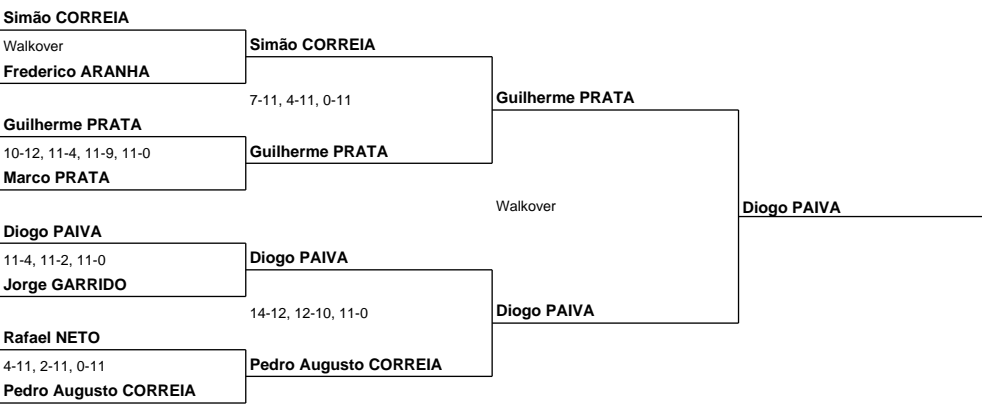 Simão CORREIA
Walkover
Frederico ARANHA
Simão CORREIA
7-11, 4-11, 0-11
Guilherme PRATA
10-12, 11-4, 11-9, 11-0
Marco PRATA
Guilherme PRATA
Guilherme PRATA
Walkover
Diogo PAIVA
Diogo PAIVA
11-4, 11-2, 11-0
Jorge GARRIDO
Diogo PAIVA
14-12, 12-10, 11-0
Diogo PAIVA
Rafael NETO
4-11, 2-11, 0-11
Pedro Augusto CORREIA
Pedro Augusto CORREIA